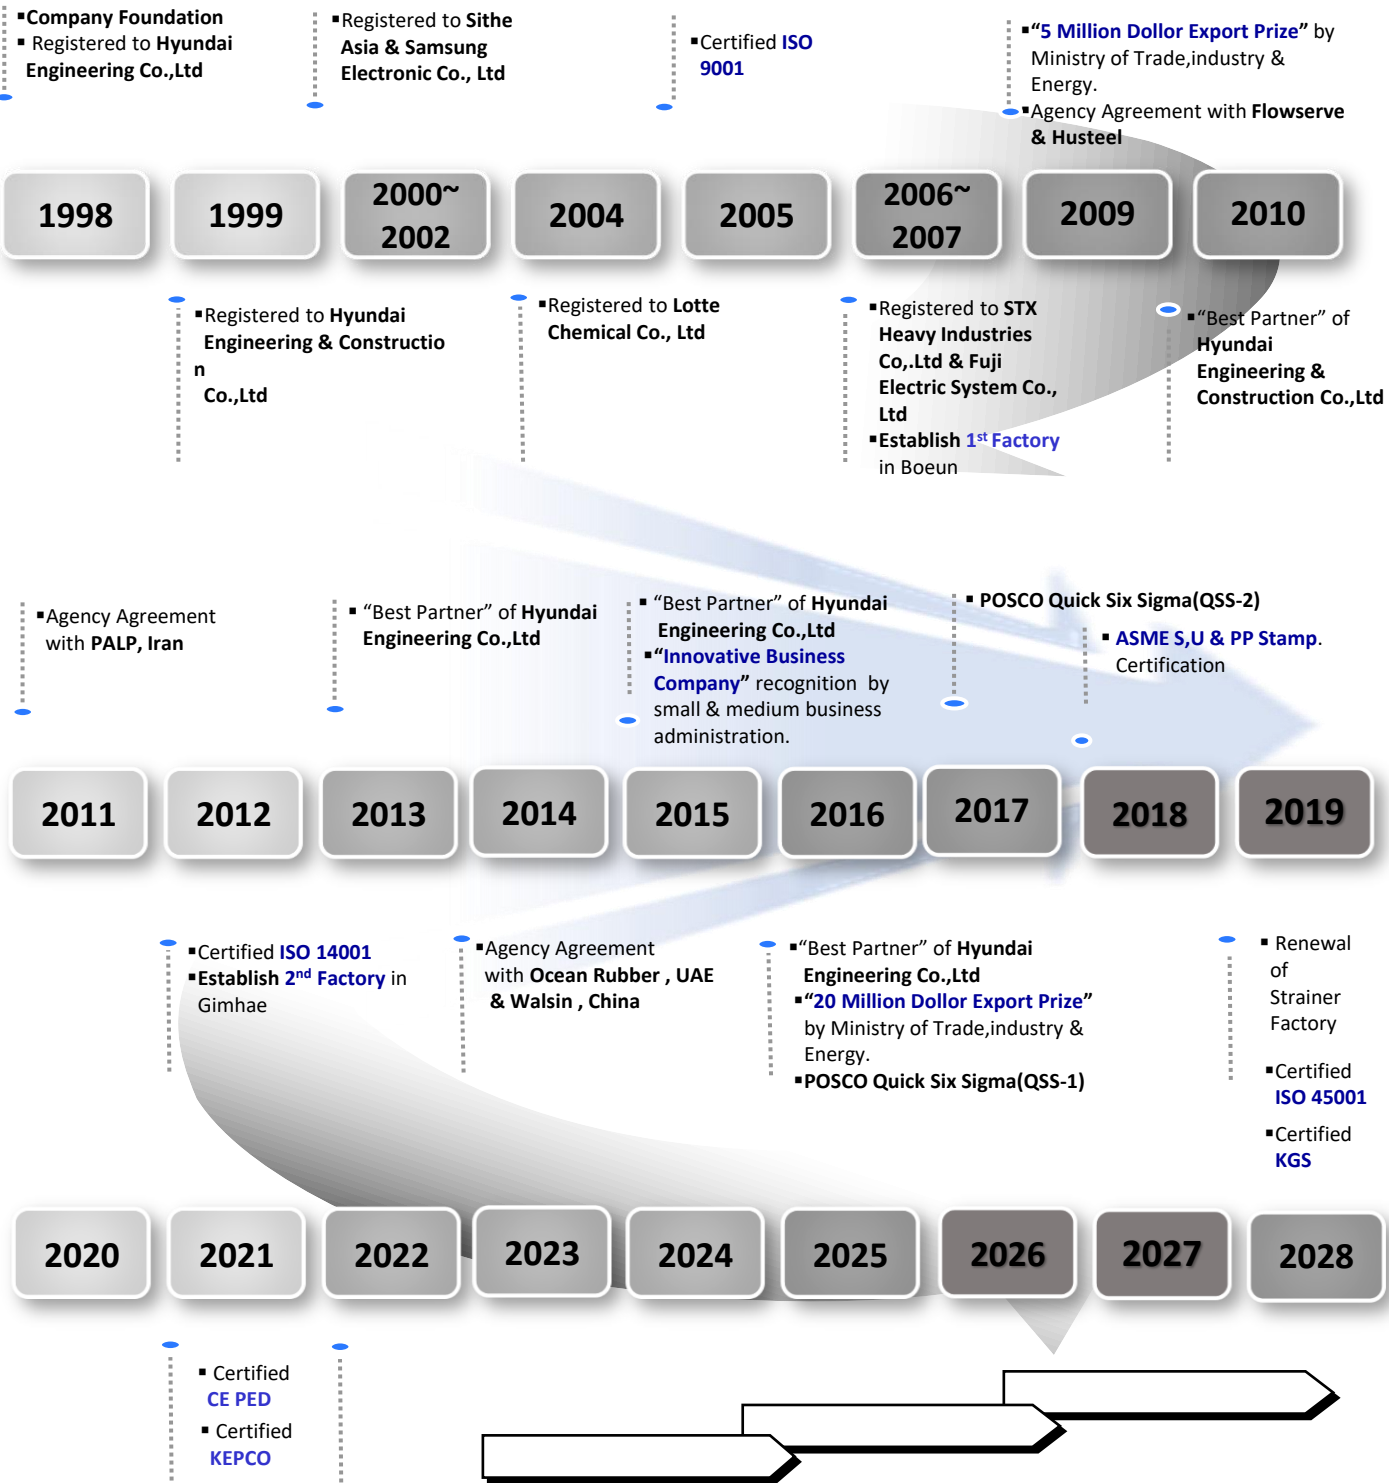 ▪Company Foundation
▪ Registered to Hyundai
Engineering Co.,Ltd
▪Registered to Sithe
Asia & Samsung
Electronic Co., Ltd
▪Certified ISO
9001
▪“5 Million Dollor Export Prize” by
Ministry of Trade,industry &
Energy.
▪Agency Agreement with Flowserve
& Husteel
1998
1999
2000~
2002
2004
2005
2006~
2007
2009
2010
▪Registered to Hyundai
Engineering & Constructio
n
Co.,Ltd
▪Registered to Lotte
Chemical Co., Ltd
▪Registered to STX
Heavy Industries
Co,.Ltd & Fuji
Electric System Co.,
Ltd
▪Establish 1st Factory
in Boeun
▪“Best Partner” of
Hyundai
Engineering &
Construction Co.,Ltd
▪Agency Agreement
with PALP, Iran
▪ “Best Partner” of Hyundai
Engineering Co.,Ltd
▪ “Best Partner” of Hyundai
Engineering Co.,Ltd
▪“Innovative Business
Company” recognition by
small & medium business
administration.
▪ POSCO Quick Six Sigma(QSS-2)
▪ ASME S,U & PP Stamp.
Certification
2011
2012
2013
2014
2015
2016
2017
2018
2019
▪Certified ISO 14001
▪Establish 2nd Factory in
Gimhae
▪Agency Agreement
with Ocean Rubber , UAE
& Walsin , China
▪“Best Partner” of Hyundai
Engineering Co.,Ltd
▪“20 Million Dollor Export Prize”
by Ministry of Trade,industry &
Energy.
▪POSCO Quick Six Sigma(QSS-1)
▪ Renewal
of
Strainer
Factory
▪Certified
ISO 45001
▪Certified
KGS
2020
2021
2022
2023
2024
2025
2026
2027
2028
▪ Certified
CE PED
▪ Certified
KEPCO